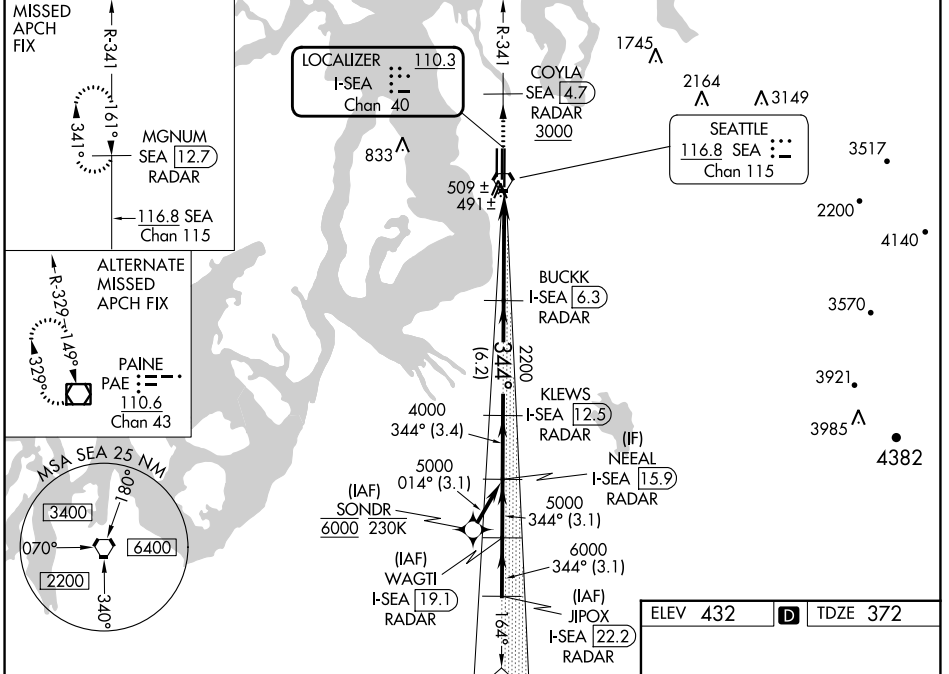 MISSED
APCH
FIX
R-341
161°
341°
MGNUM
SEA 12.7
RADAR
116.8 SEA
Chan 115
ALTERNATE
MISSED
APCH FIX
R-329
149°
329°
PAINE
PAE
110.6
Chan 43
MSA SEA 25 NM
180°
3400
070°
6400
2200
340°
LOCALIZER 110.3
I-SEA
Chan 40
R-341
COYLA
SEA 4.7
RADAR
3000
1745
2164
3149
833
SEATTLE
116.8 SEA
Chan 115
3517
2200
4140
509 ±
491 ±
BUCKK
I-SEA 6.3
RADAR
3570
2200
344°
(6.2)
3921
3985
4382
KLEWS
I-SEA 12.5
RADAR
4000
344° (3.4)
(IF)
NEEAL
I-SEA 15.9
RADAR
5000
014° (3.1)
(IAF)
SONDR
6000 230K
5000
344° (3.1)
(IAF)
WAGTI
I-SEA 19.1
RADAR
6000
344° (3.1)
(IAF)
JIPOX
I-SEA 22.2
RADAR
164°
ELEV 432 D TDZE 372